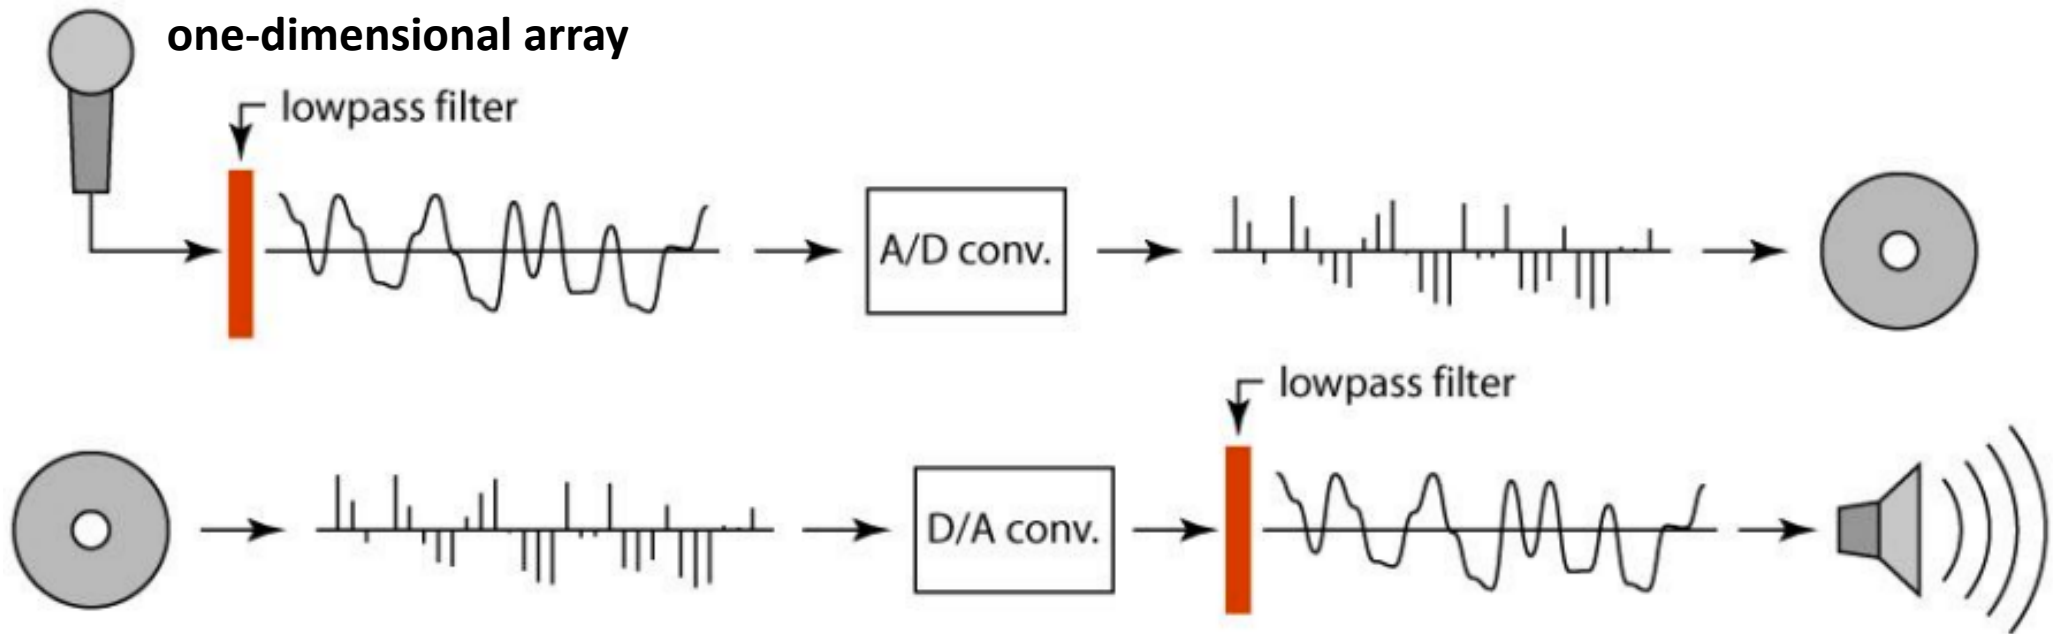 one-dimensional array
lowpass filter
A/D conv.
lowpass filter
D/A conv.